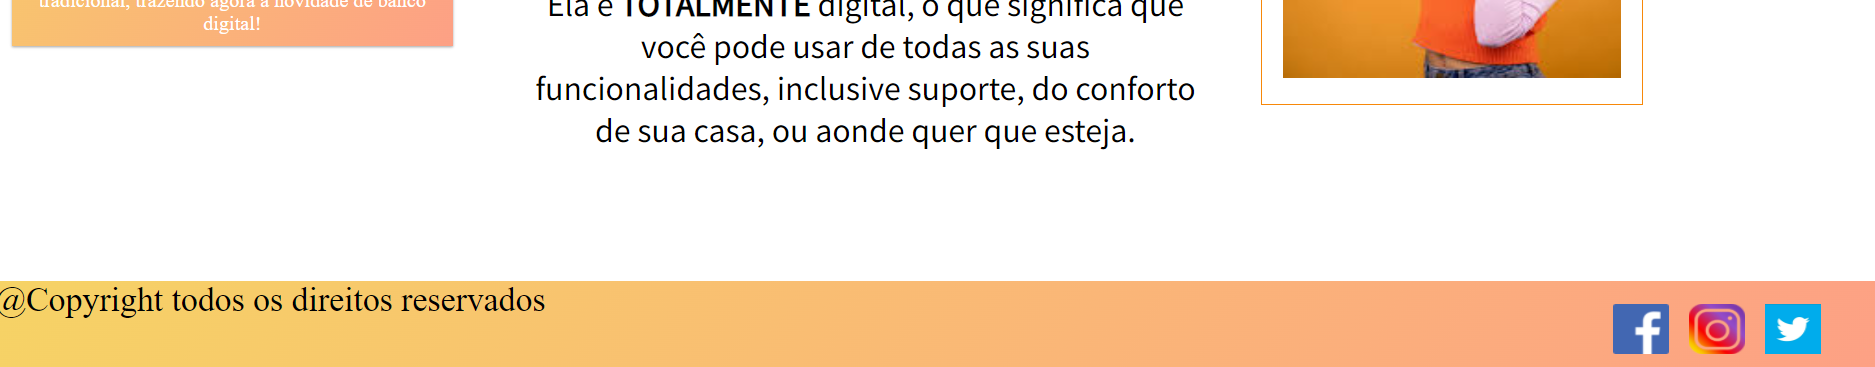 tradicional, trazendo agora a novidade de banco
digital!
Ela é TOTALMENTE digital, o que significa que
você pode usar de todas as suas
funcionalidades, inclusive suporte, do conforto
de sua casa, ou aonde quer que esteja.
@Copyright todos os direitos reservados